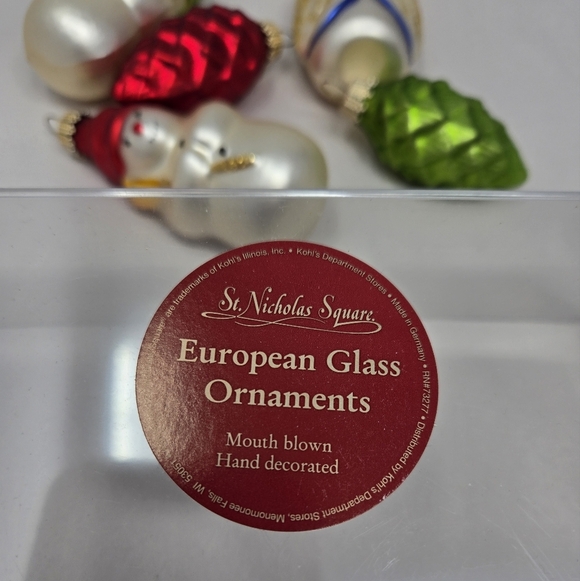 St. Nicholas Square®
European Glass
Ornaments
Mouth blown
Hand decorated
are trademarks of Kohl's Illinois, Inc. • Kohl's Department Stores • Made in Germany • RN#73277 • Distributed by Kohl's Department Stores, Menomonee Falls, WI 5305